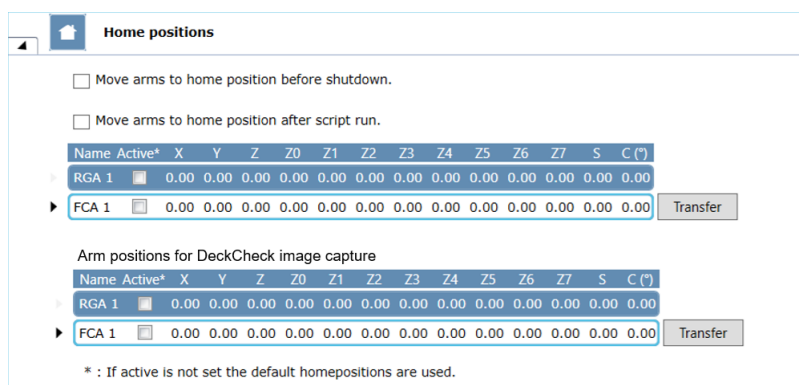 Home positions
Move arms to home position before shutdown.
Move arms to home position after script run.
Name Active* X Y Z Z0 Z1 Z2 Z3 Z4 Z5 Z6 Z7 S C (°)
RGA 1 0.00 0.00 0.00 0.00 0.00 0.00 0.00 0.00 0.00 0.00 0.00 0.00 0.00
FCA 1 0.00 0.00 0.00 0.00 0.00 0.00 0.00 0.00 0.00 0.00 0.00 0.00 0.00 Transfer
Arm positions for DeckCheck image capture
Name Active* X Y Z Z0 Z1 Z2 Z3 Z4 Z5 Z6 Z7 S C (°)
RGA 1 0.00 0.00 0.00 0.00 0.00 0.00 0.00 0.00 0.00 0.00 0.00 0.00 0.00
FCA 1 0.00 0.00 0.00 0.00 0.00 0.00 0.00 0.00 0.00 0.00 0.00 0.00 0.00 Transfer
* : If active is not set the default homepositions are used.